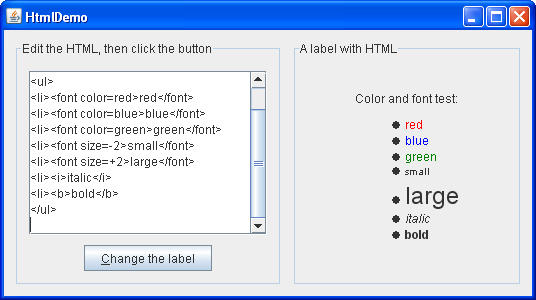 HtmlDemo
Edit the HTML, then click the button
<ul>
<li><font color=red>red</font>
<li><font color=blue>blue</font>
<li><font color=green>green</font>
<li><font size=-2>small</font>
<li><font size=+2>large</font>
<li><i>italic</i>
<li><b>bold</b>
</ul>
Change the label
A label with HTML
Color and font test:
red
blue
green
small
large
italic
bold